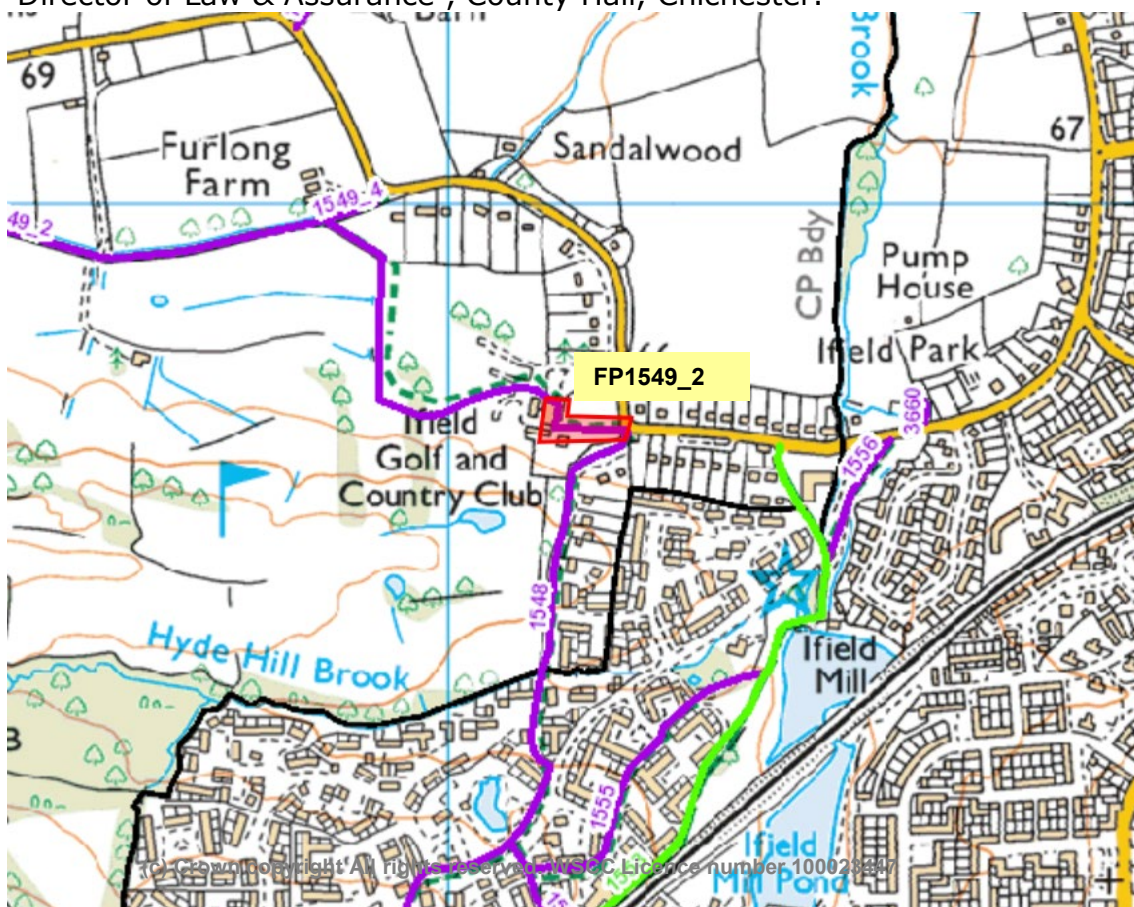 Director of Law & Assurance , County Hall, Chichester.
69
Brook
Furlong
Farm
Sandalwood
67
1549_4
49_2
CP Bdy
Pump
House
Ifield Park
FP1549_2
3660
1556
Ifield
Golf and
Country Club
1548
Hyde Hill Brook
Ifield
Mill
1555
Ifield
Mill Pond
(c) Crown copyright All rights reserved. WSCC Licence number 100023447